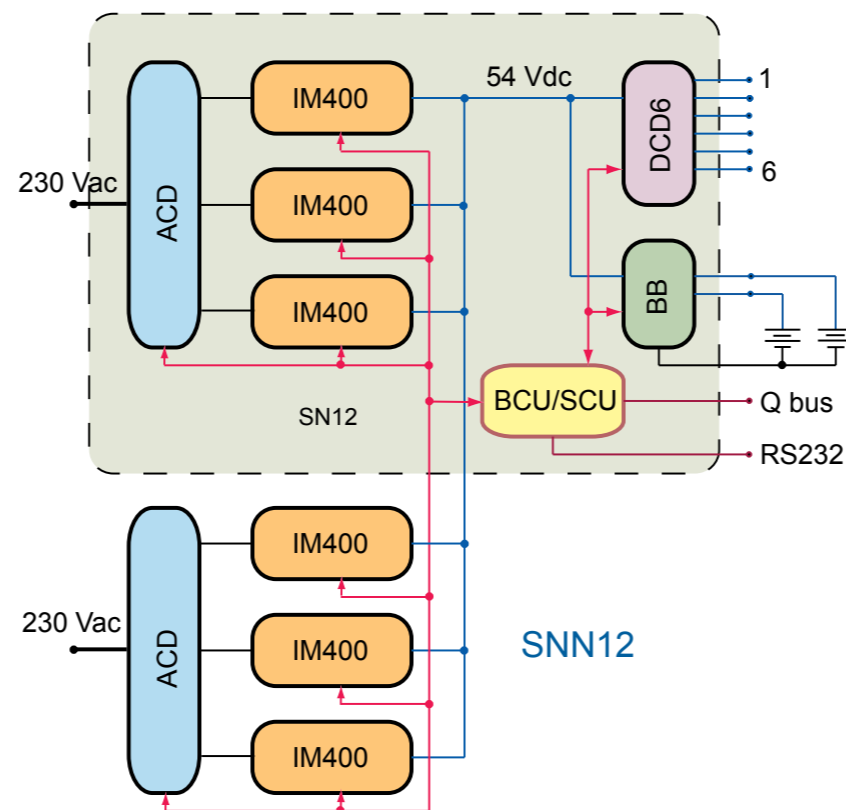 IM400
54 Vdc
DCD6
1
6
230 Vac
ACD
IM400
IM400
BB
BCU/SCU
Q bus
SN12
RS232
IM400
230 Vac
ACD
IM400
SNN12
IM400